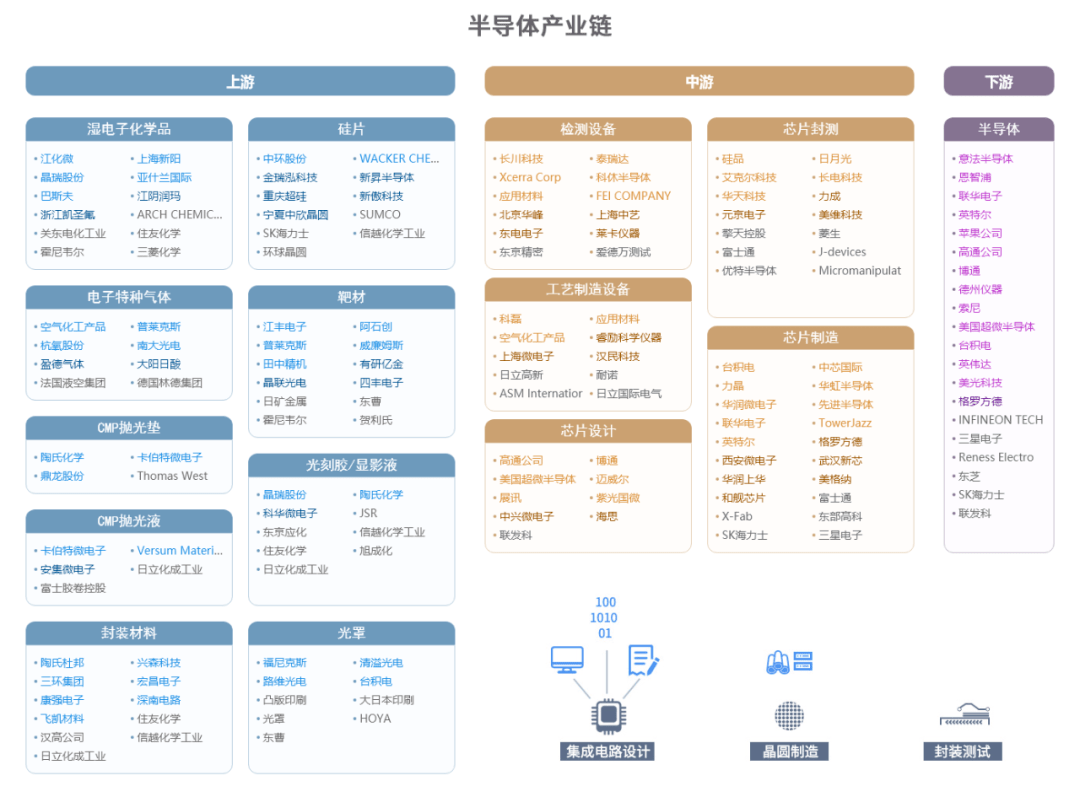 半导体产业链
上游
湿电子化学品
江化微
上海新阳
晶瑞股份
亚什兰国际
巴斯夫
江阴润玛
浙江凯圣氟
ARCH CHEMIC...
关东电化工业
住友化学
霍尼韦尔
三菱化学
电子特种气体
空气化工产品
普莱克斯
杭氧股份
南大光电
盈德气体
大阳日酸
法国液空集团
德国林德集团
CMP抛光垫
陶氏化学
卡伯特微电子
鼎龙股份
Thomas West
CMP抛光液
卡伯特微电子
Versum Materi...
安集微电子
日立化成工业
富士胶卷控股
封装材料
陶氏杜邦
兴森科技
三环集团
宏昌电子
康强电子
深南电路
飞凯材料
住友化学
汉高公司
信越化学工业
日立化成工业
硅片
中环股份
WACKER CHE...
金瑞泓科技
新昇半导体
重庆超硅
新傲科技
宁夏中欣晶圆
SUMCO
SK海力士
信越化学工业
环球晶圆
靶材
江丰电子
阿石创
普莱克斯
威廉姆斯
田中精机
有研亿金
晶联光电
四丰电子
日矿金属
东曹
霍尼韦尔
贺利氏
光刻胶/显影液
晶瑞股份
陶氏化学
科华微电子
JSR
东京应化
信越化学工业
住友化学
旭成化
日立化成工业
光罩
福尼克斯
清溢光电
路维光电
台积电
凸版印刷
大日本印刷
光罩
HOYA
东曹
中游
检测设备
长川科技
泰瑞达
Xcerra Corp
科休半导体
应用材料
FEI COMPANY
北京华峰
上海中艺
东电电子
莱卡仪器
东京精密
爱德万测试
工艺制造设备
科磊
应用材料
空气化工产品
睿励科学仪器
上海微电子
汉民科技
日立高新
耐诺
ASM Internatior
日立国际电气
芯片设计
高通公司
博通
美国超微半导体
迈威尔
展讯
紫光国微
中兴微电子
海思
联发科
芯片封测
硅品
日月光
艾克尔科技
长电科技
华天科技
力成
元京电子
美维科技
擎天控股
菱生
富士通
J-devices
优特半导体
Micromanipulat
芯片制造
台积电
中芯国际
力晶
华虹半导体
华润微电子
先进半导体
联华电子
TowerJazz
英特尔
格罗方德
西安微电子
武汉新芯
华润上华
美格纳
和舰芯片
富士通
X-Fab
东部高科
SK海力士
三星电子
下游
半导体
意法半导体
恩智浦
联华电子
英特尔
苹果公司
高通公司
博通
德州仪器
索尼
美国超微半导体
台积电
英伟达
美光科技
格罗方德
INFINEON TECH
三星电子
Reness Electro
东芝
SK海力士
联发科
100
1010
01
集成电路设计
晶圆制造
封装测试